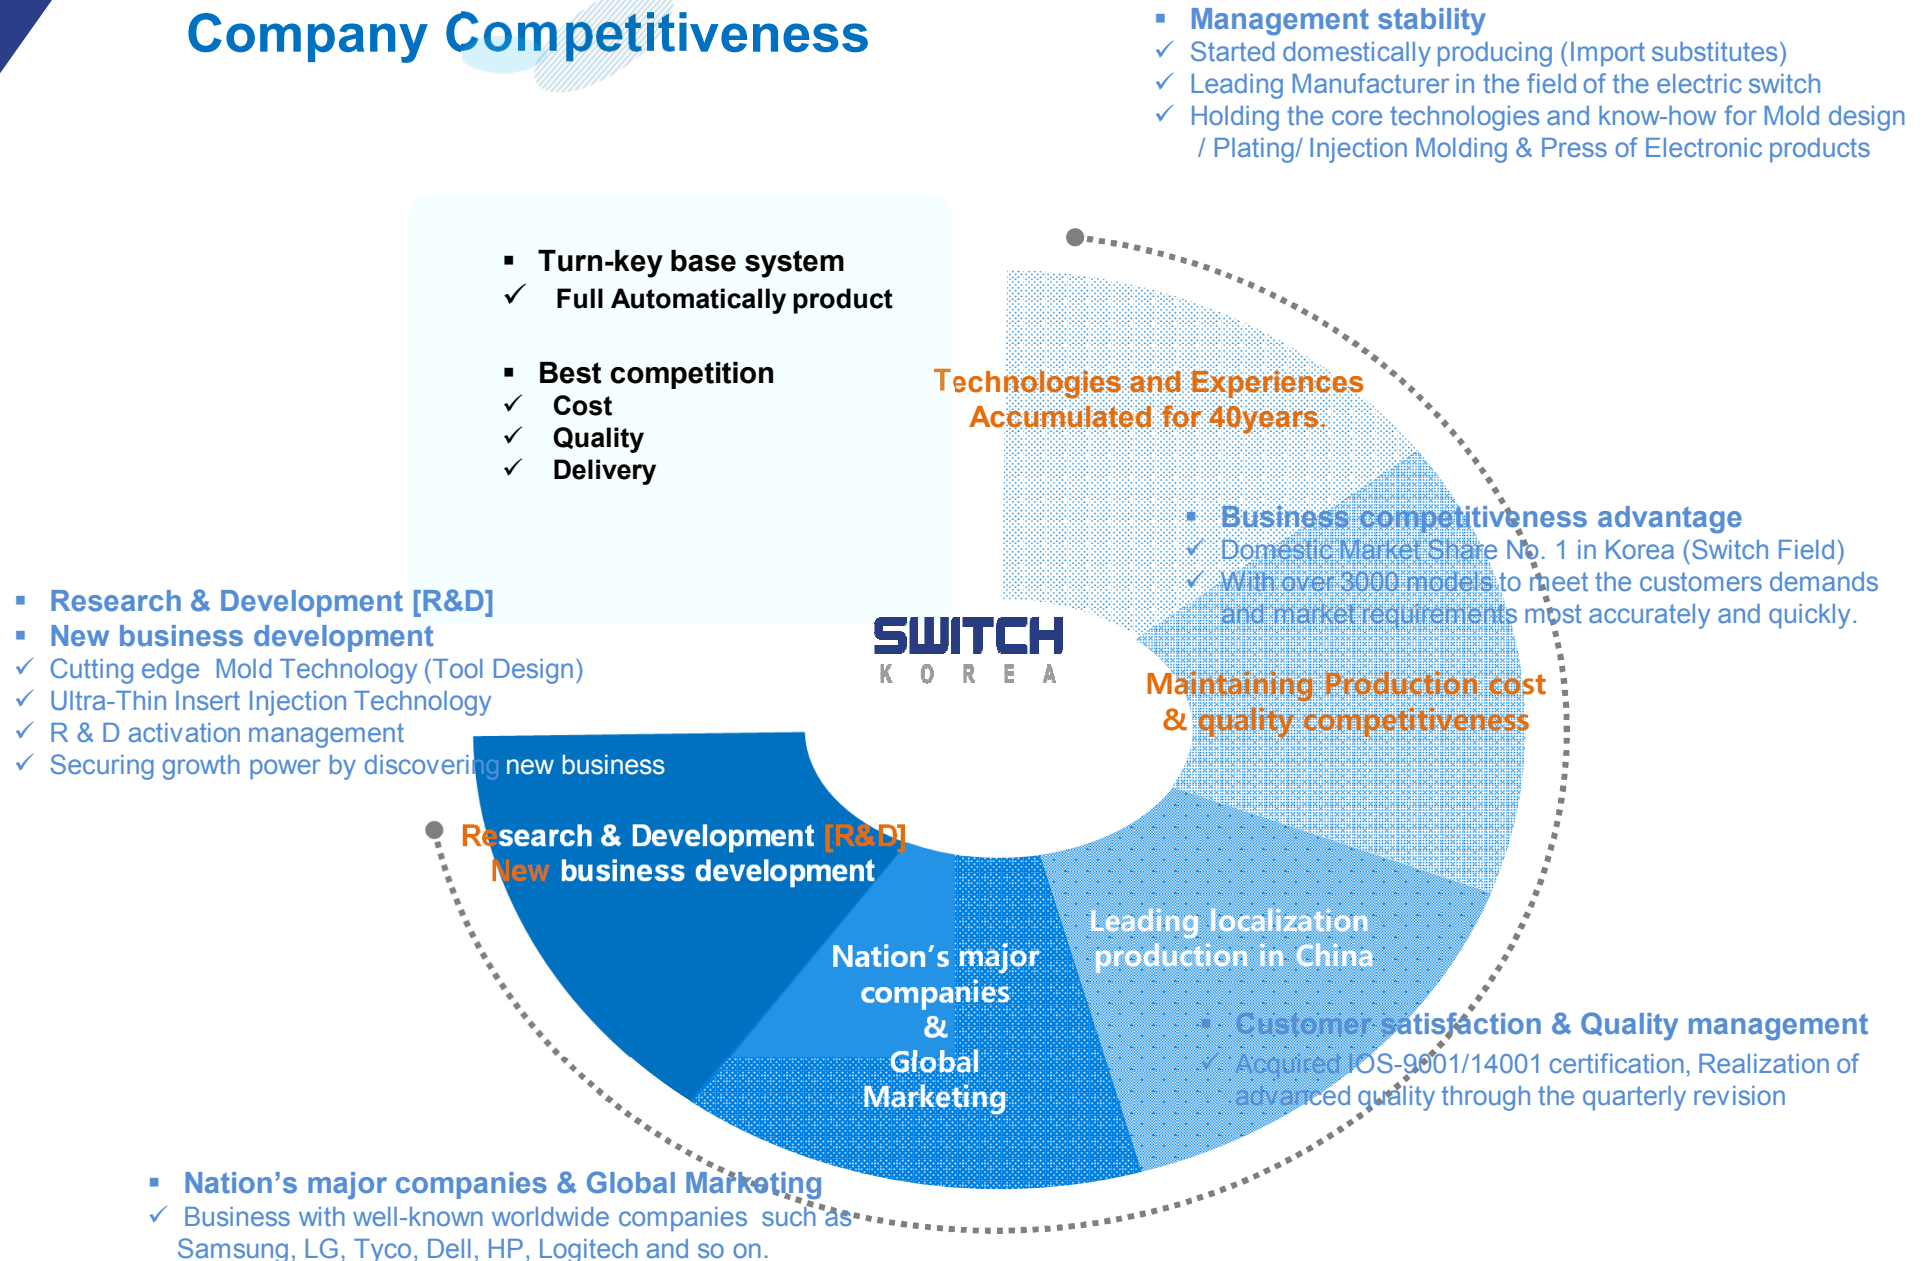 Company Competitiveness
▪ Management stability
✓ Started domestically producing (Import substitutes)
✓ Leading Manufacturer in the field of the electric switch
✓ Holding the core technologies and know-how for Mold design
/ Plating/ Injection Molding & Press of Electronic products
▪ Turn-key base system
✓ Full Automatically product
▪ Best competition
✓ Cost
✓ Quality
✓ Delivery
Technologies and Experiences
Accumulated for 40years.
▪ Business competitiveness advantage
✓ Domestic Market Share No. 1 in Korea (Switch Field)
✓ With over 3000 models to meet the customers demands
and market requirements most accurately and quickly.
▪ Research & Development [R&D]
▪ New business development
✓ Cutting edge Mold Technology (Tool Design)
✓ Ultra-Thin Insert Injection Technology
✓ R & D activation management
✓ Securing growth power by discovering new business
SWITCH
KOREA
Maintaining Production cost
& quality competitiveness
Research & Development [R&D]
New business development
Leading localization
production in China
Nation's major
companies
&
Global
Marketing
▪ Customer satisfaction & Quality management
✓ Acquired IOS-9001/14001 certification, Realization of
advanced quality through the quarterly revision
▪ Nation's major companies & Global Marketing
✓ Business with well-known worldwide companies such as
Samsung, LG, Tyco, Dell, HP, Logitech and so on.